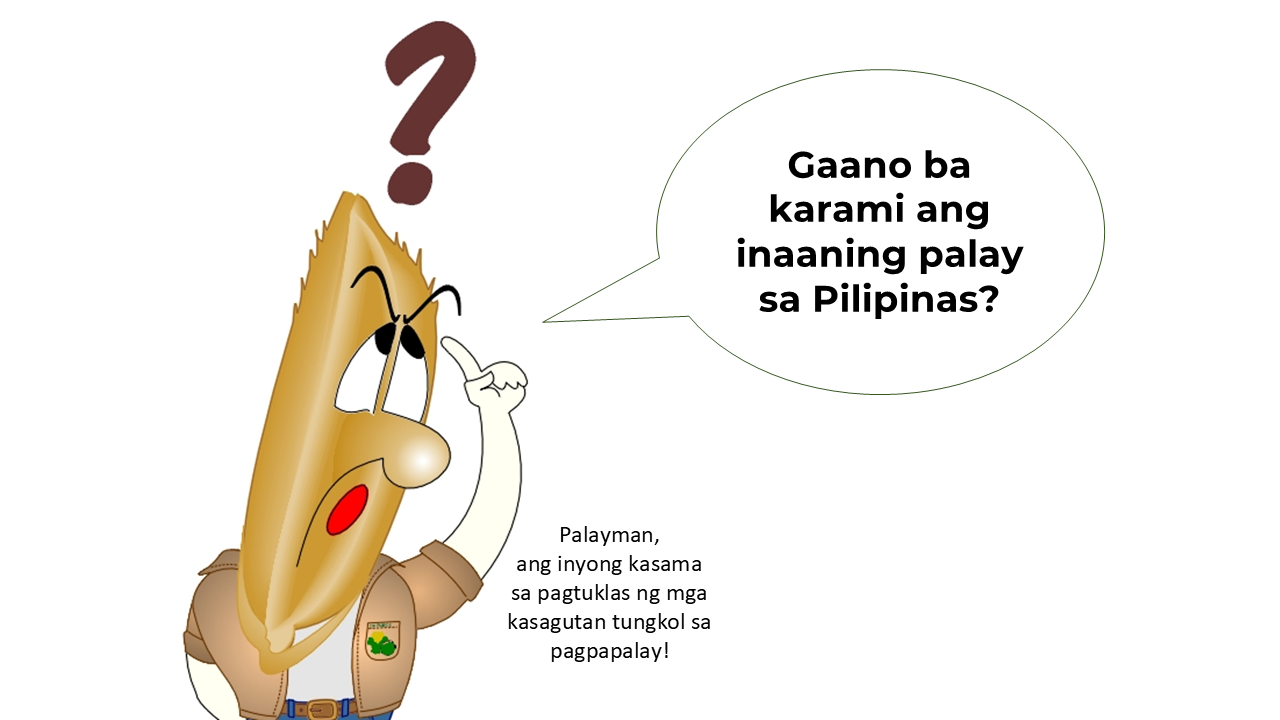 ?
Gaano ba
karami ang
inaaning palay
sa Pilipinas?
Palayman,
ang inyong kasama
sa pagtuklas ng mga
kasagutan tungkol sa
pagpapalay!